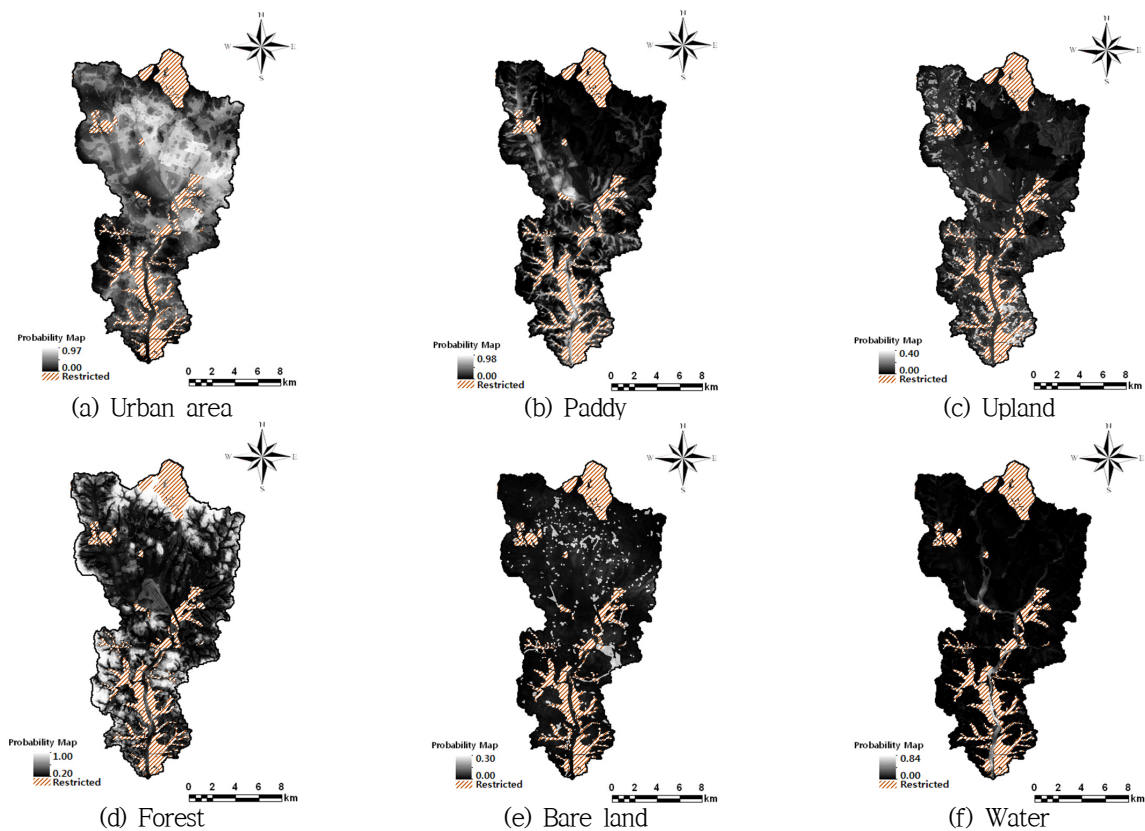 N
W E
S
Probability Map
0.97
0.00
Restricted
0 2 4 6 8
km
(a) Urban area
N
W E
S
Probability Map
0.98
0.00
Restricted
0 2 4 6 8
km
(b) Paddy
N
W E
S
Probability Map
0.40
0.00
Restricted
0 2 4 6 8
km
(c) Upland
N
W E
S
Probability Map
1.00
0.20
Restricted
0 2 4 6 8
km
(d) Forest
N
W E
S
Probability Map
0.30
0.00
Restricted
0 2 4 6 8
km
(e) Bare land
N
W E
S
Probability Map
0.84
0.00
Restricted
0 2 4 6 8
km
(f) Water